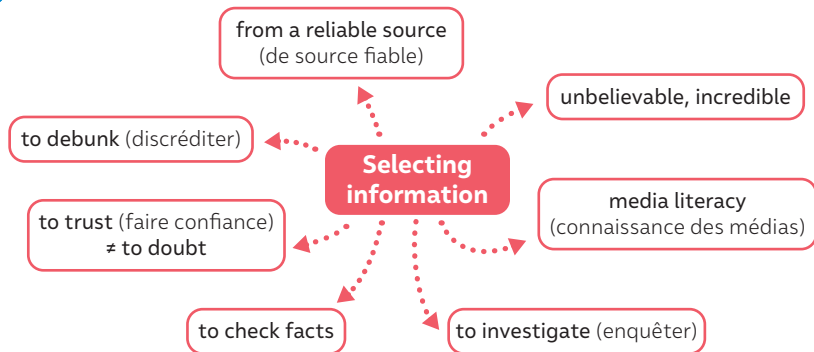 from a reliable source
(de source fiable)
unbelievable, incredible
to debunk (discréditer)
Selecting
information
media literacy
(connaissance des médias)
to trust (faire confiance)
≠ to doubt
to check facts
to investigate (enquêter)